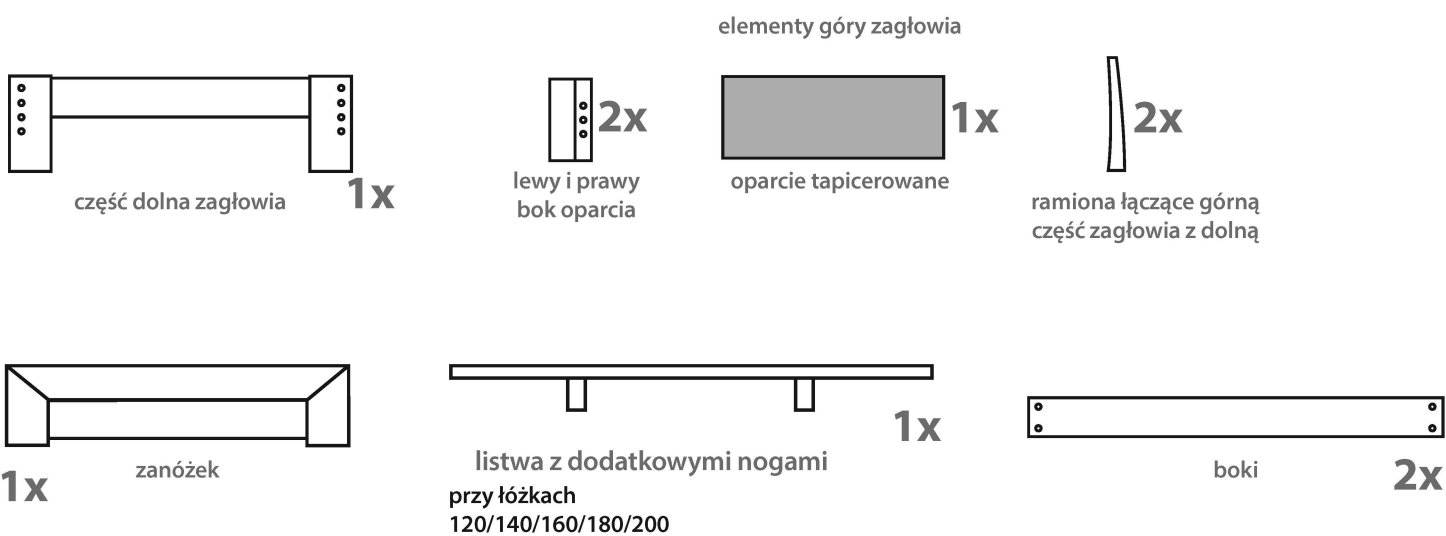 elementy góry zagłowia
2x
1x
2x
1x
część dolna zagłowia
lewy i prawy
bok oparcia
oparcie tapicerowane
ramiona łączące górną
część zagłowia z dolną
1x
zanóżek
1x
listwa z dodatkowymi nogami
przy łóżkach
120/140/160/180/200
boki
2x